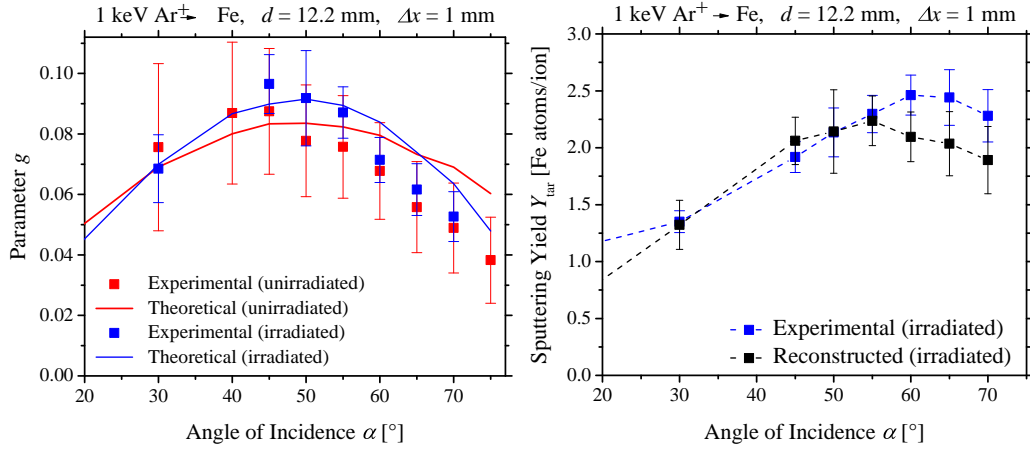 1 keV Ar⁺→ Fe, d = 12.2 mm, Δx = 1 mm
0.10
0.08
0.06
0.04
0.02
0.00
Parameter g
Experimental (unirradiated)
Theoretical (unirradiated)
Experimental (irradiated)
Theoretical (irradiated)
20 30 40 50 60 70
Angle of Incidence α [°]
1 keV Ar⁺ → Fe, d = 12.2 mm, Δx = 1 mm
3.0
2.5
2.0
1.5
1.0
0.5
0.0
Sputtering Yield Y_tar [Fe atoms/ion]
Experimental (irradiated)
Reconstructed (irradiated)
20 30 40 50 60 70
Angle of Incidence α [°]